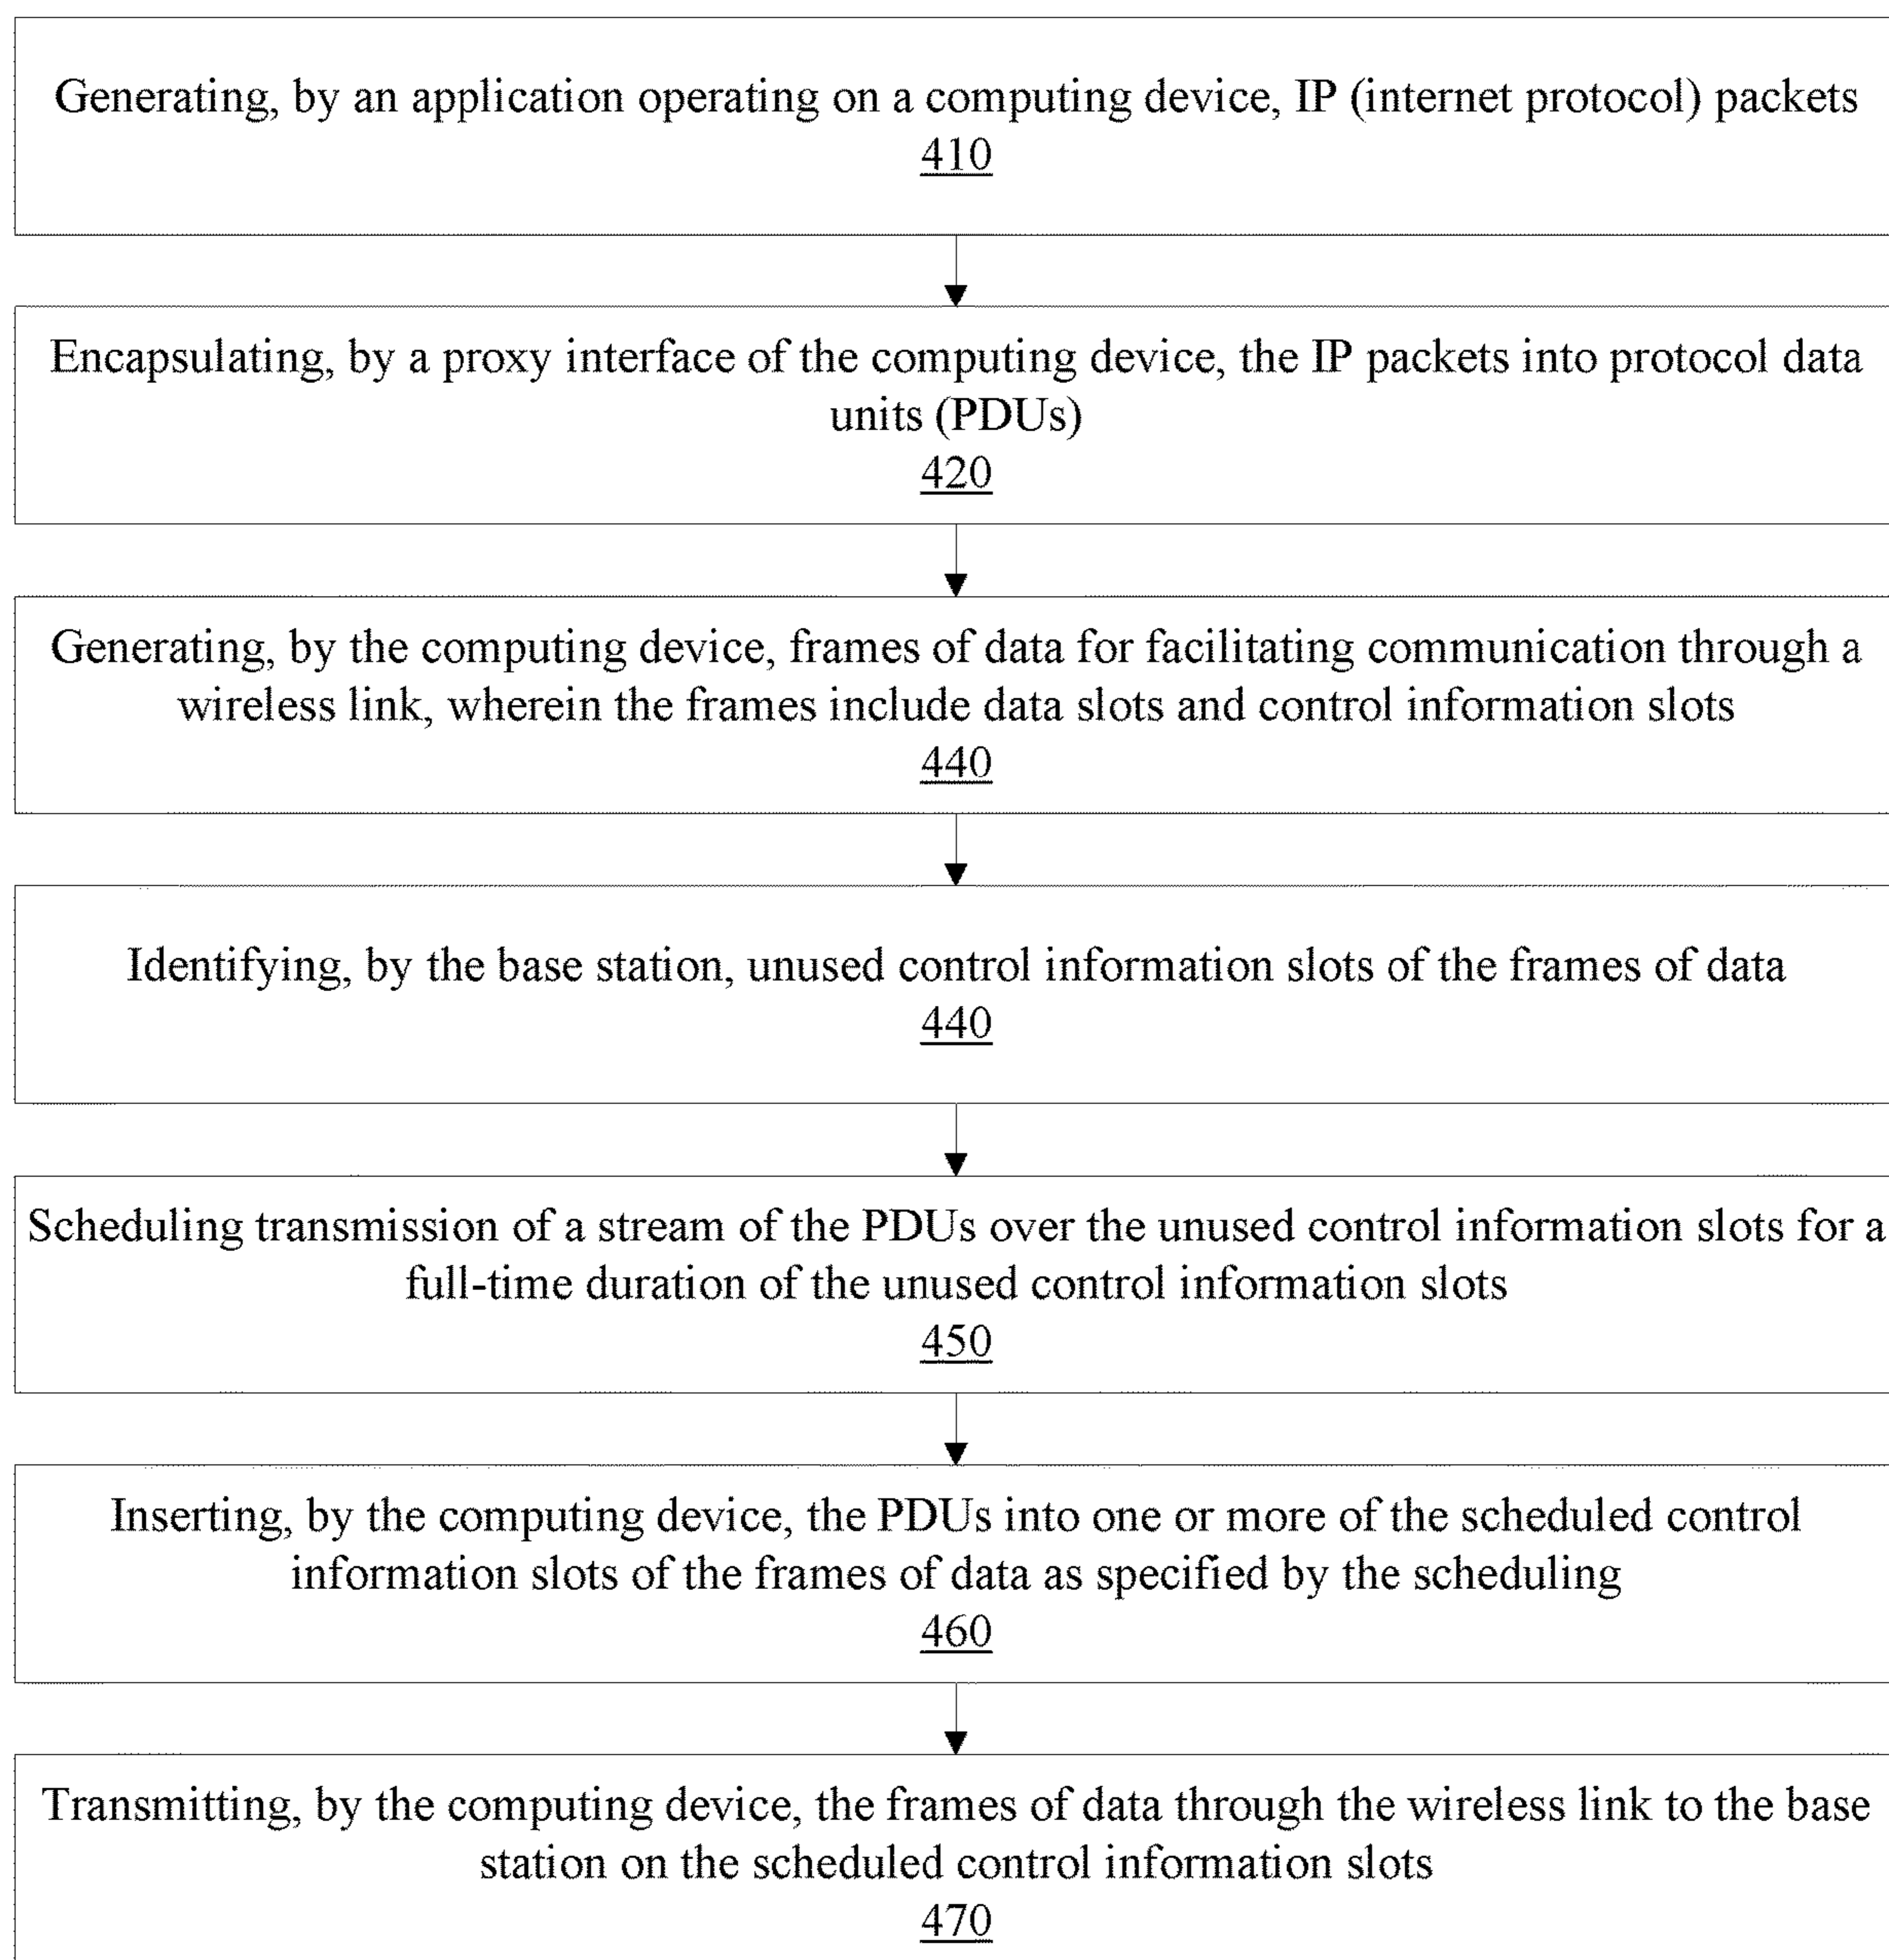 Generating, by an application operating on a computing device, IP (internet protocol) packets
410
Encapsulating, by a proxy interface of the computing device, the IP packets into protocol data
units (PDUs)
420
Generating, by the computing device, frames of data for facilitating communication through a
wireless link, wherein the frames include data slots and control information slots
440
Identifying, by the base station, unused control information slots of the frames of data
440
Scheduling transmission of a stream of the PDUs over the unused control information slots for a
full-time duration of the unused control information slots
450
Inserting, by the computing device, the PDUs into one or more of the scheduled control
information slots of the frames of data as specified by the scheduling
460
Transmitting, by the computing device, the frames of data through the wireless link to the base
station on the scheduled control information slots
470